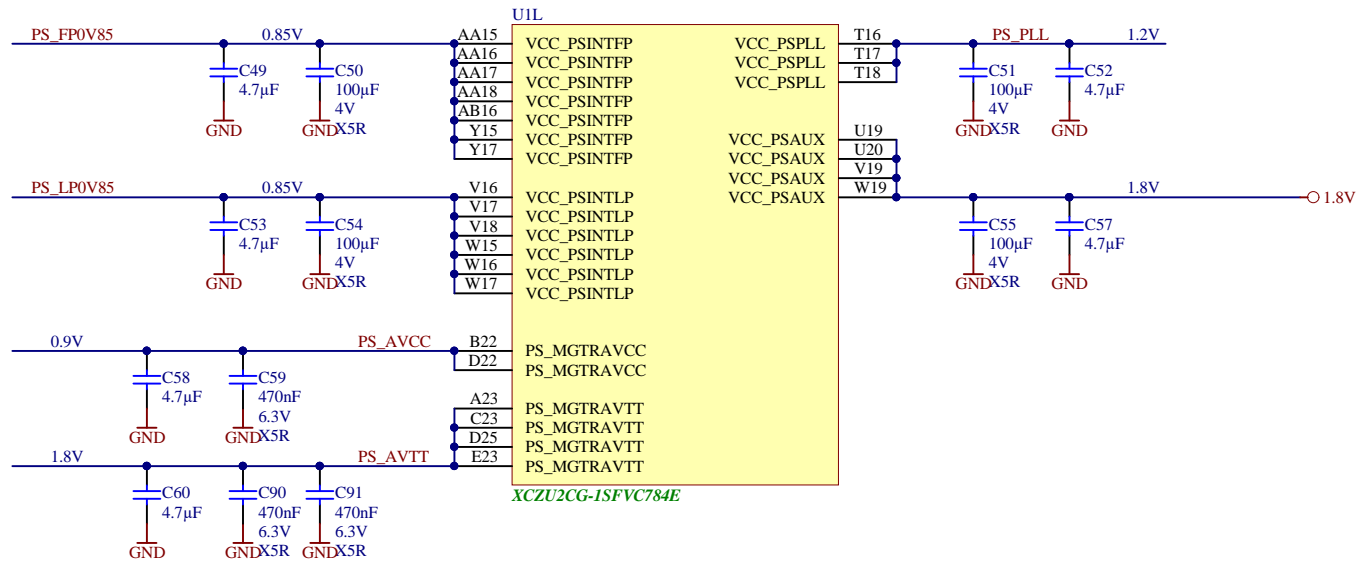 U1L
PS_FP0V85 0.85V
C49
4.7µF
GND
C50
100µF
4V
X5R
GND
AA15 VCC_PSINTFP
AA16 VCC_PSINTFP
AA17 VCC_PSINTFP
AA18 VCC_PSINTFP
AB16 VCC_PSINTFP
Y15 VCC_PSINTFP
Y17 VCC_PSINTFP
VCC_PSPLL T16
VCC_PSPLL T17
VCC_PSPLL T18
PS_PLL 1.2V
C51
100µF
4V
X5R
GND
C52
4.7µF
GND
PS_LP0V85 0.85V
C53
4.7µF
GND
C54
100µF
4V
X5R
GND
V16 VCC_PSINTLP
V17 VCC_PSINTLP
V18 VCC_PSINTLP
W15 VCC_PSINTLP
W16 VCC_PSINTLP
W17 VCC_PSINTLP
VCC_PSAUX U19
VCC_PSAUX U20
VCC_PSAUX V19
VCC_PSAUX W19
1.8V 1.8V
C55
100µF
4V
X5R
GND
C57
4.7µF
GND
0.9V PS_AVCC
C58
4.7µF
GND
C59
470nF
6.3V
X5R
GND
B22 PS_MGTRAVCC
D22 PS_MGTRAVCC
A23 PS_MGTRAVTT
C23 PS_MGTRAVTT
D25 PS_MGTRAVTT
E23 PS_MGTRAVTT
1.8V PS_AVTT
C60
4.7µF
GND
C90
470nF
6.3V
X5R
GND
C91
470nF
6.3V
X5R
GND
XCZU2CG-1SFVC784E